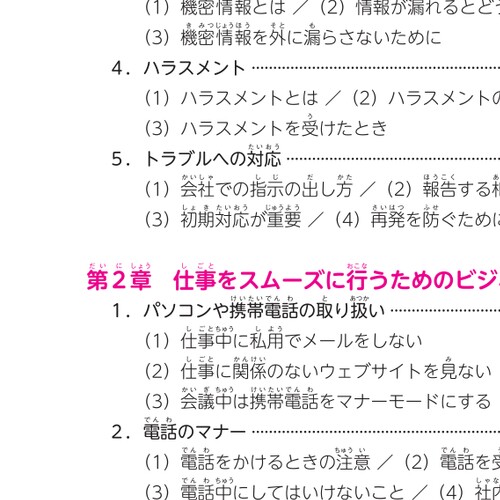 (1) 機密情報とは ／ (2) 情報が漏れるとどう
(3) 機密情報を外に漏らさないために
4．ハラスメント
(1) ハラスメントとは ／ (2) ハラスメントの
(3) ハラスメントを受けたとき
5．トラブルへの対応
(1) 会社での指示の出し方 ／ (2) 報告する相
(3) 初期対応が重要 ／ (4) 再発を防ぐために
第2章 仕事をスムーズに行うためのビジネ
1．パソコンや携帯電話の取り扱い
(1) 仕事中に私用でメールをしない
(2) 仕事に関係のないウェブサイトを見ない
(3) 会議中は携帯電話をマナーモードにする
2．電話のマナー
(1) 電話をかけるときの注意 ／ (2) 電話を受
(3) 電話中にしてはいけないこと ／ (4) 社内